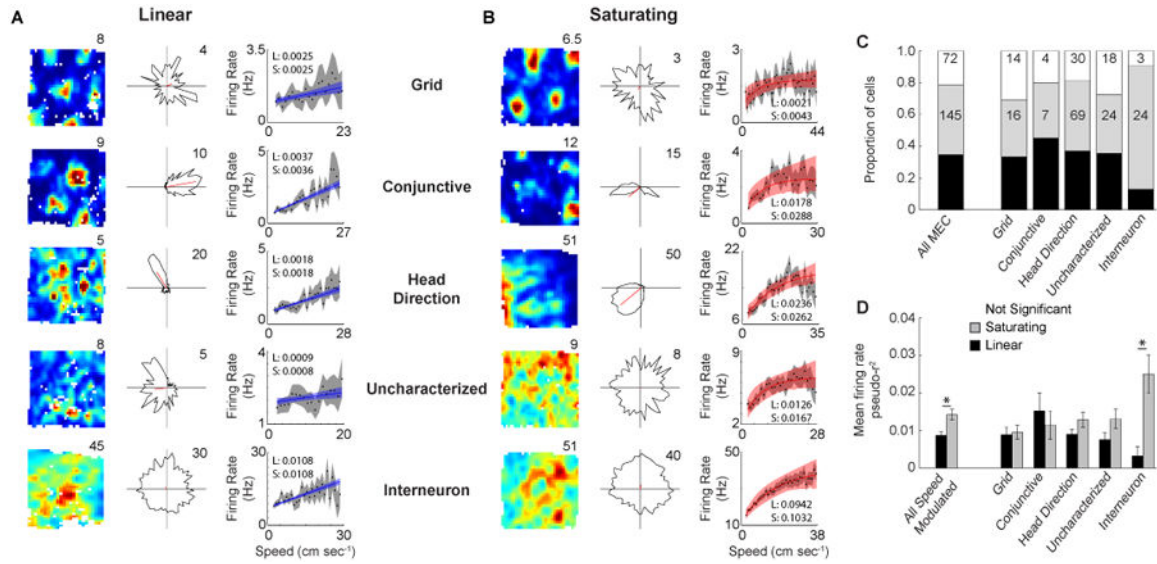 A
Linear
8
4
Firing Rate
(Hz)
3.5
0
L: 0.0025
S: 0.0025
0
23
Grid
9
10
Firing Rate
(Hz)
5
0
L: 0.0037
S: 0.0036
0
27
Conjunctive
5
20
Firing Rate
(Hz)
5
0
L: 0.0018
S: 0.0018
0
28
Head
Direction
8
5
Firing Rate
(Hz)
4
1
L: 0.0009
S: 0.0008
0
20
Uncharacterized
45
30
Firing Rate
(Hz)
30
0
L: 0.0108
S: 0.0108
0
30
Speed (cm sec⁻¹)
Interneuron
B
Saturating
6.5
3
Firing Rate
(Hz)
3
0
L: 0.0021
S: 0.0043
0
44
12
15
Firing Rate
(Hz)
4
0
L: 0.0178
S: 0.0288
0
30
51
50
Firing Rate
(Hz)
22
6
L: 0.0236
S: 0.0262
0
35
9
8
Firing Rate
(Hz)
9
2
L: 0.0126
S: 0.0167
0
28
51
40
Firing Rate
(Hz)
50
10
L: 0.0942
S: 0.1032
0
38
Speed (cm sec⁻¹)
C
Proportion of cells
1.0
0.8
0.6
0.4
0.2
0
72
145
14
16
4
7
30
69
18
24
3
24
All MEC
Grid
Conjunctive
Head Direction
Uncharacterized
Interneuron
D
Not Significant
Saturating
Linear
Mean firing rate
pseudo-r²
0.04
0.03
0.02
0.01
0
*
*
All Speed
Modulated
Grid
Conjunctive
Head Direction
Uncharacterized
Interneuron